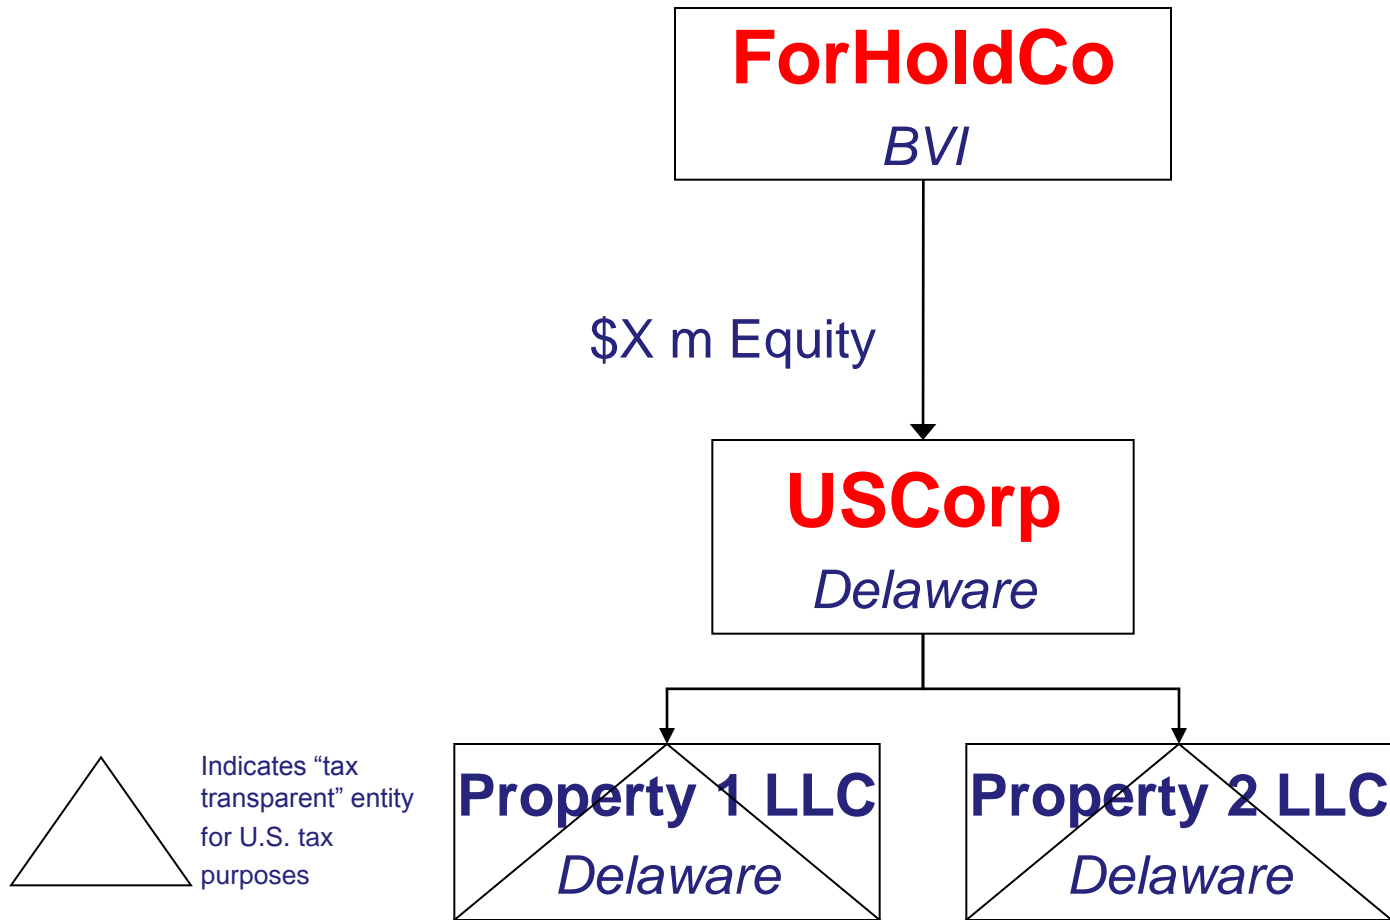 ForHoldCo
BVI
$X m Equity
USCorp
Delaware
Indicates “tax
transparent” entity
for U.S. tax
purposes
Property 1 LLC
Delaware
Property 2 LLC
Delaware